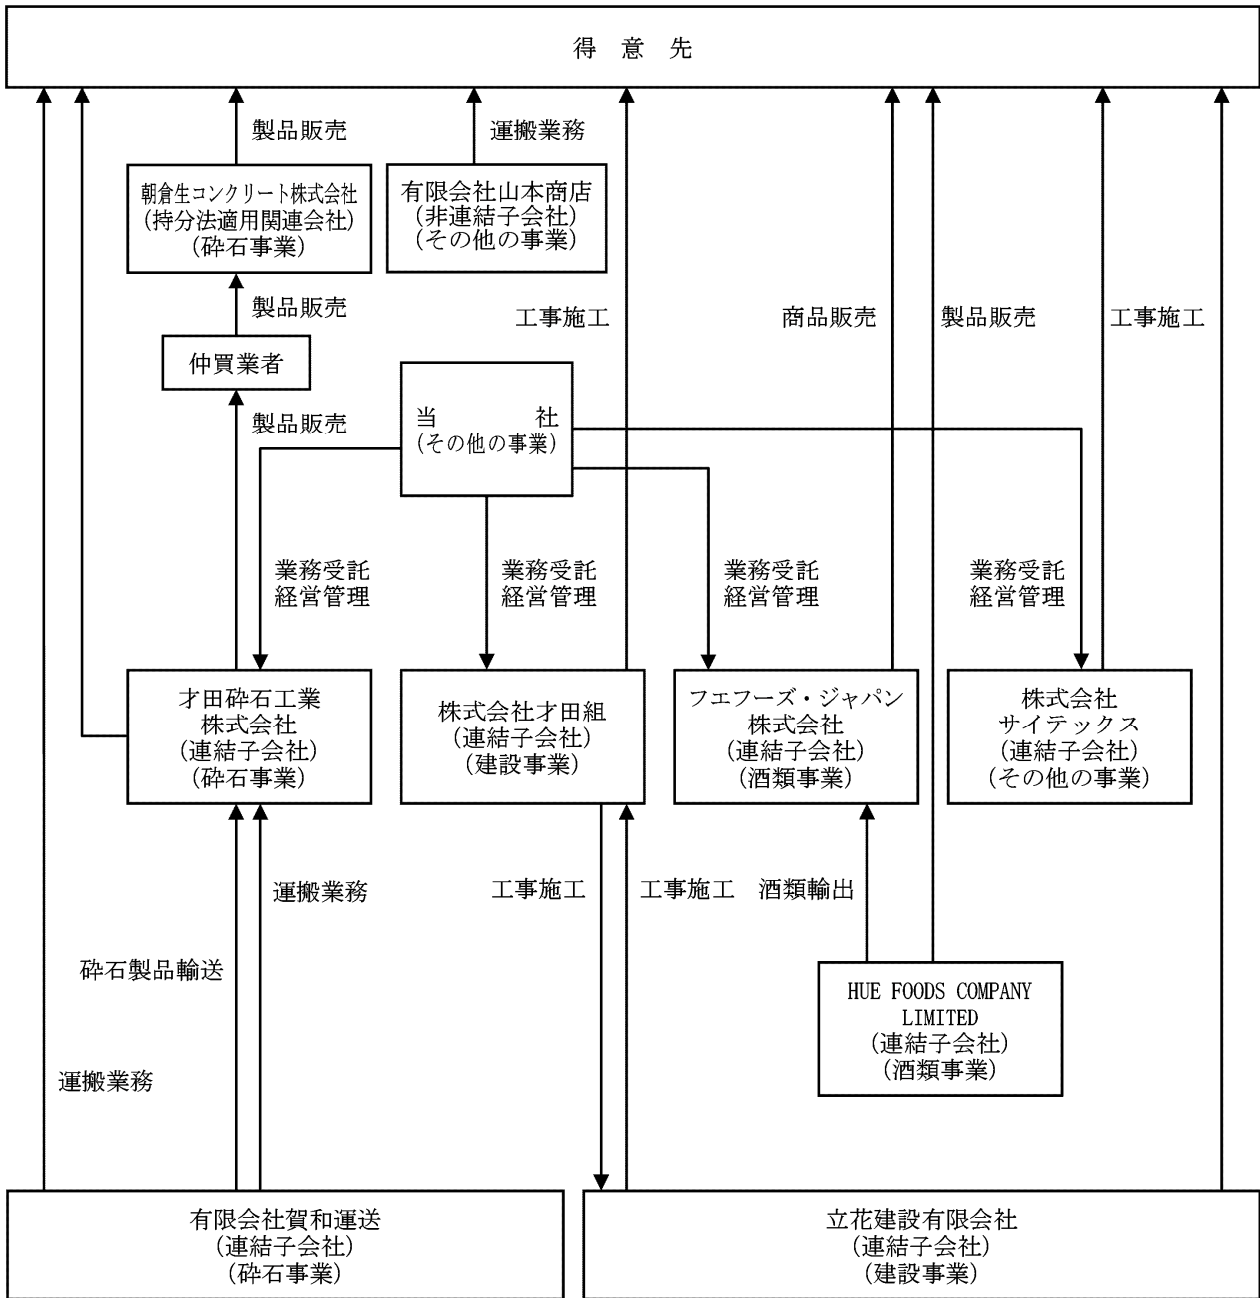 得 意 先
製品販売
運搬業務
朝倉生コンクリート株式会社
(持分法適用関連会社)
(砕石事業)
有限会社山本商店
(非連結子会社)
(その他の事業)
製品販売
工事施工
商品販売
製品販売
工事施工
仲買業者
製品販売
当 社
(その他の事業)
業務受託
経営管理
業務受託
経営管理
業務受託
経営管理
業務受託
経営管理
才田砕石工業
株式会社
(連結子会社)
(砕石事業)
株式会社才田組
(連結子会社)
(建設事業)
フエフーズ・ジャパン
株式会社
(連結子会社)
(酒類事業)
株式会社
サイテックス
(連結子会社)
(その他の事業)
運搬業務
工事施工
工事施工
酒類輸出
砕石製品輸送
HUE FOODS COMPANY
LIMITED
(連結子会社)
(酒類事業)
運搬業務
有限会社賀和運送
(連結子会社)
(砕石事業)
立花建設有限会社
(連結子会社)
(建設事業)